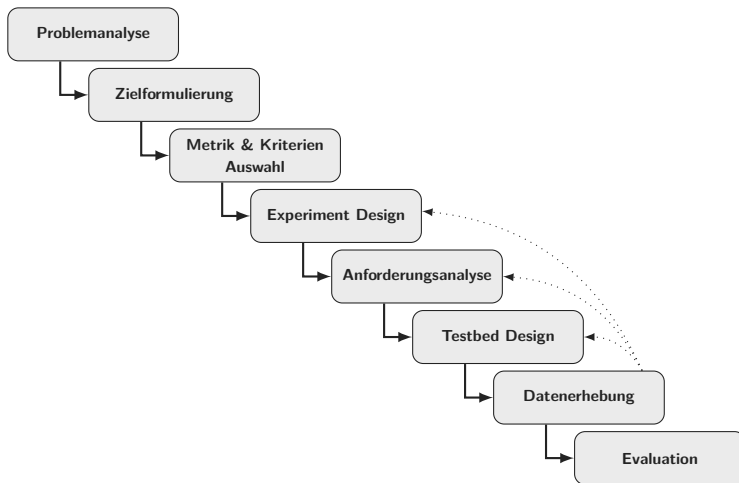 Problemanalyse
Zielformulierung
Metrik & Kriterien
Auswahl
Experiment Design
Anforderungsanalyse
Testbed Design
Datenerhebung
Evaluation